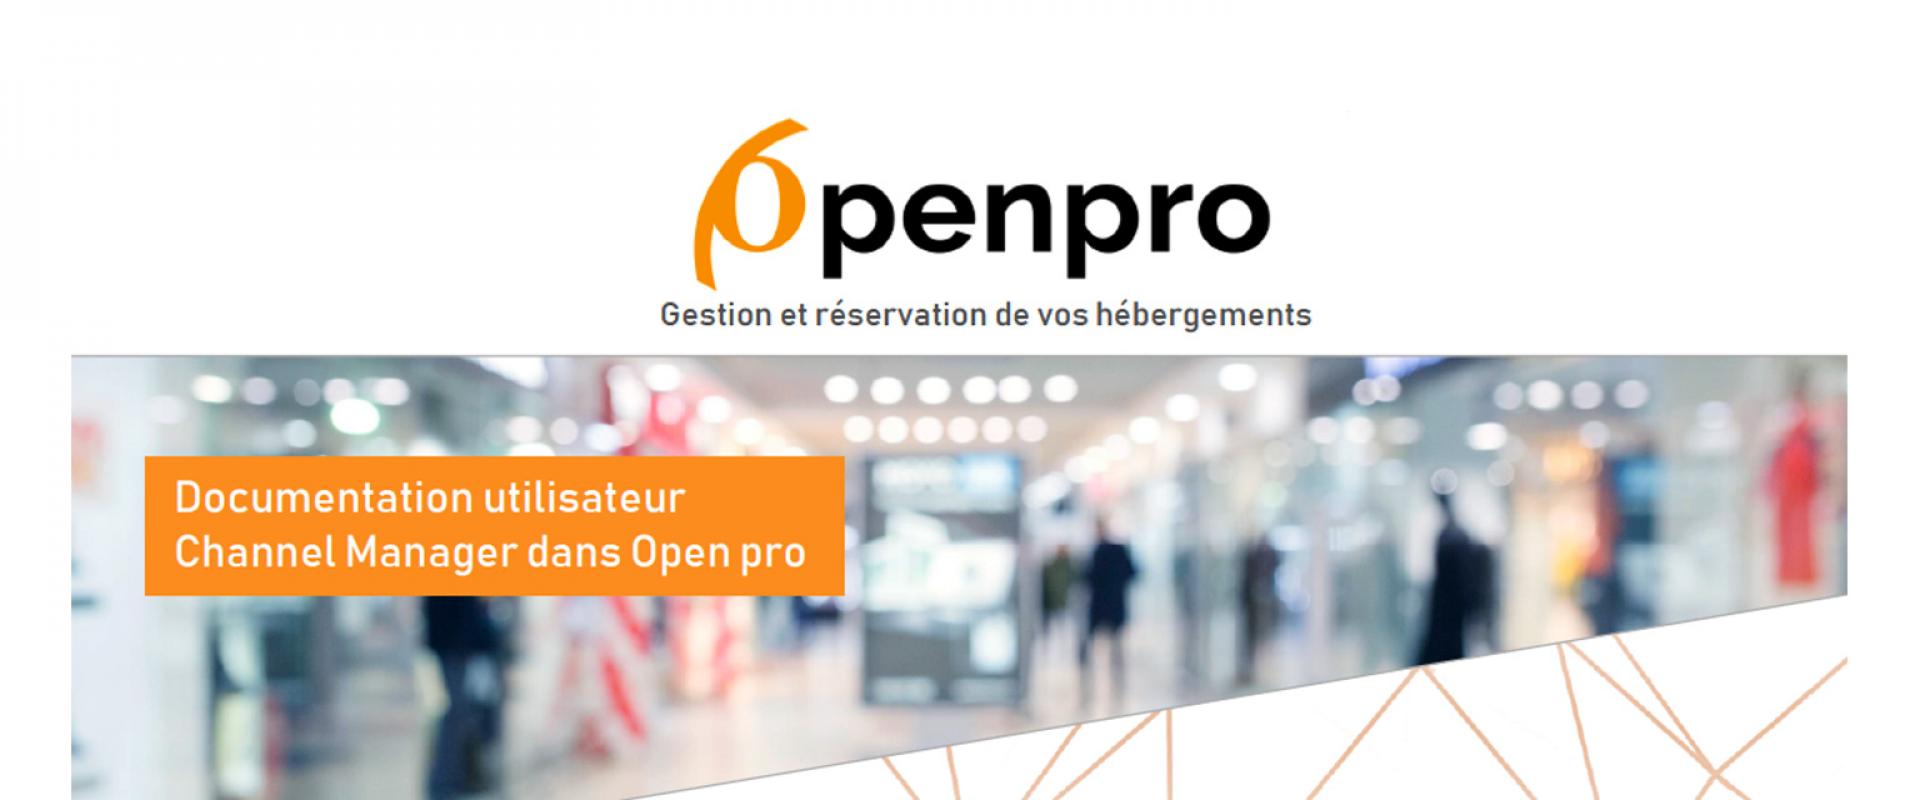 Openpro
Gestion et réservation de vos hébergements
Documentation utilisateur
Channel Manager dans Open pro